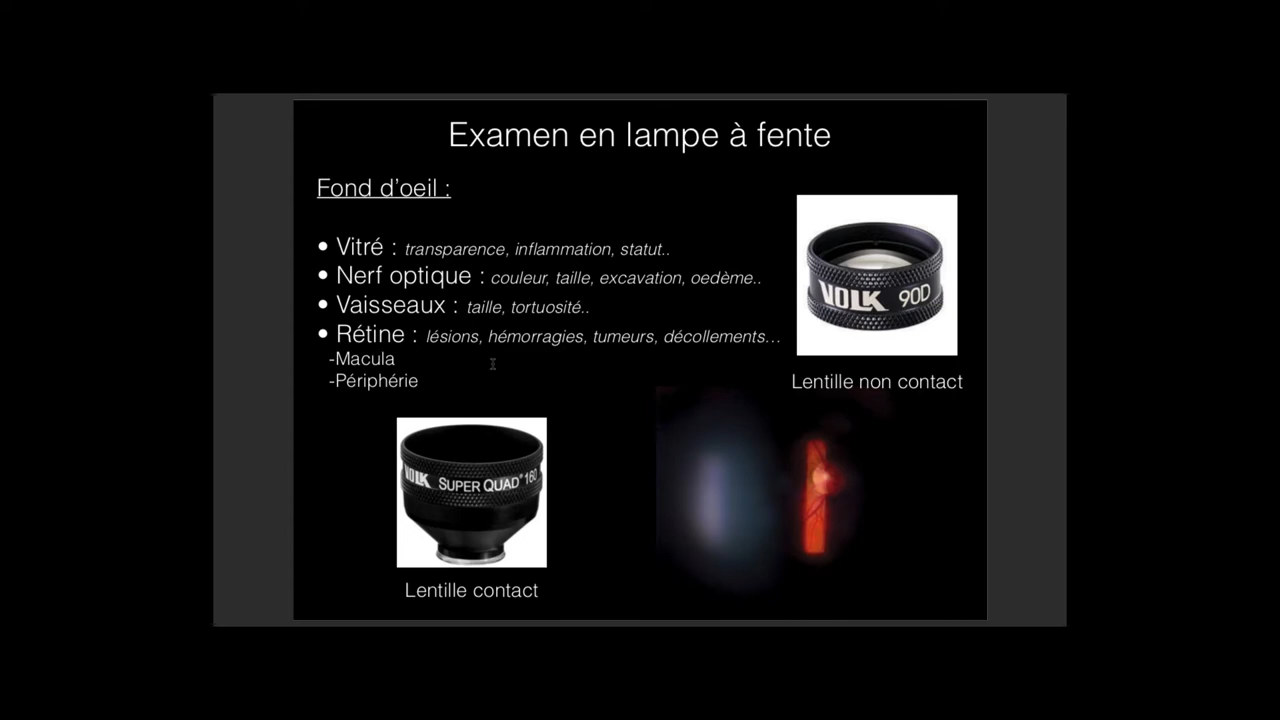 Examen en lampe à fente
Fond d'oeil :
• Vitré : transparence, inflammation, statut..
• Nerf optique : couleur, taille, excavation, oedème..
• Vaisseaux : taille, tortuosité..
• Rétine : lésions, hémorragies, tumeurs, décollements…
-Macula
-Périphérie
VOLK 90D
Lentille non contact
VOLK SUPER QUAD® 160
Lentille contact